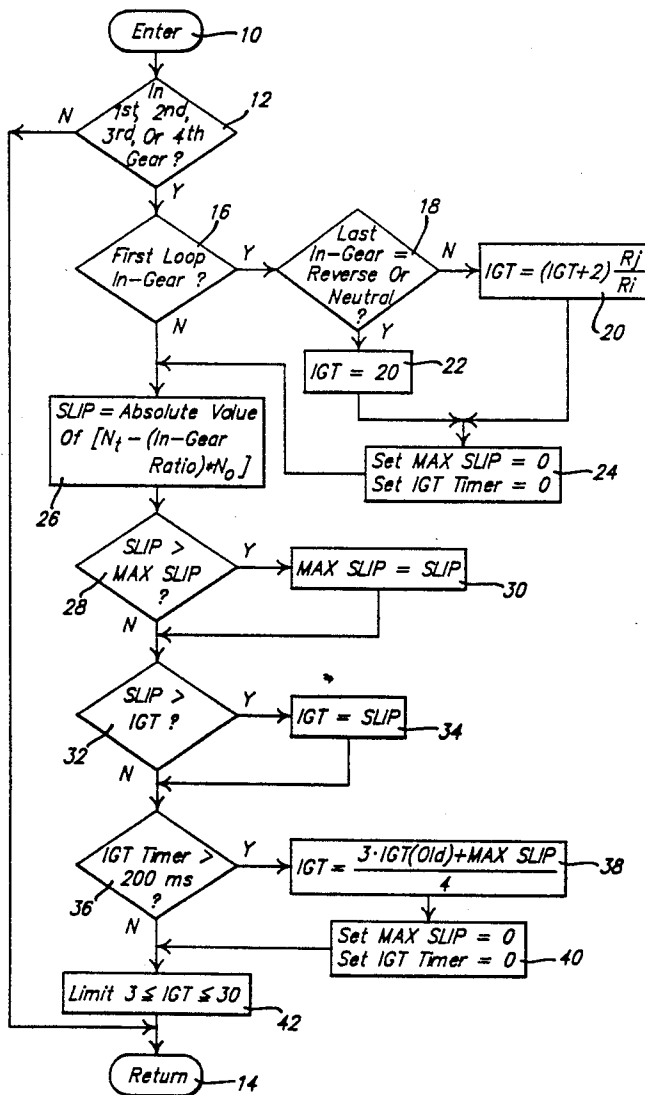 Enter
10
In
1st, 2nd,
3rd, Or 4th
Gear ?
12
N
Y
16
First Loop
In-Gear ?
Y
N
18
Last
In-Gear =
Reverse Or
Neutral
?
N
Y
IGT = (IGT+2) Rj/Ri
20
IGT = 20
22
Set MAX SLIP = 0
Set IGT Timer = 0
24
SLIP = Absolute Value
Of [Nt - (In-Gear
Ratio)*No]
26
SLIP >
MAX SLIP
?
28
Y
N
MAX SLIP = SLIP
30
SLIP >
IGT ?
32
Y
N
IGT = SLIP
34
IGT Timer >
200 ms
?
36
Y
N
IGT = 3·IGT(Old)+MAX SLIP/4
38
Set MAX SLIP = 0
Set IGT Timer = 0
40
Limit 3 ≤ IGT ≤ 30
42
Return
14